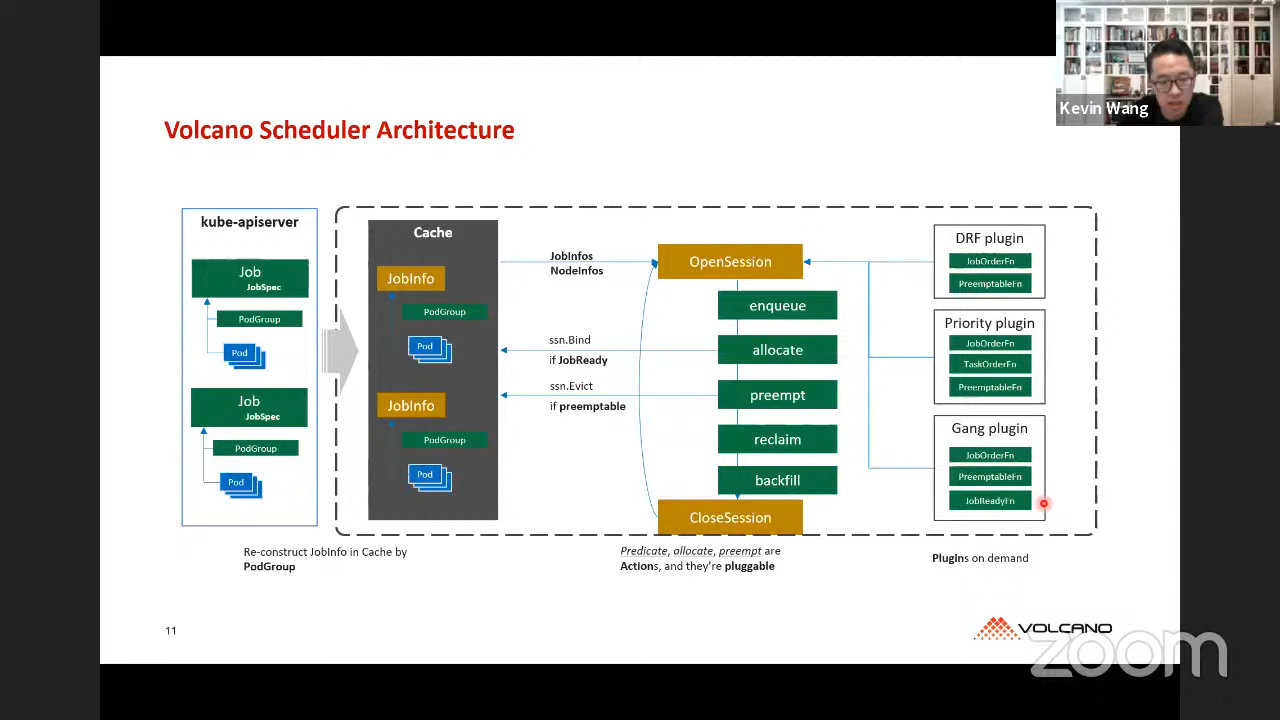 Kevin Wang
Volcano Scheduler Architecture
kube-apiserver
Job
JobSpec
PodGroup
Pod
Job
JobSpec
PodGroup
Pod
Cache
JobInfo
PodGroup
Pod
JobInfo
PodGroup
Pod
JobInfos
NodeInfos
ssn.Bind
if JobReady
ssn.Evict
if preemptable
OpenSession
enqueue
allocate
preempt
reclaim
backfill
CloseSession
DRF plugin
JobOrderFn
PreemptableFn
Priority plugin
JobOrderFn
TaskOrderFn
PreemptableFn
Gang plugin
JobOrderFn
PreemptableFn
JobReadyFn
Re-construct JobInfo in Cache by
PodGroup
Predicate, allocate, preempt are
Actions, and they're pluggable
Plugins on demand
11
VOLCANO
zoom